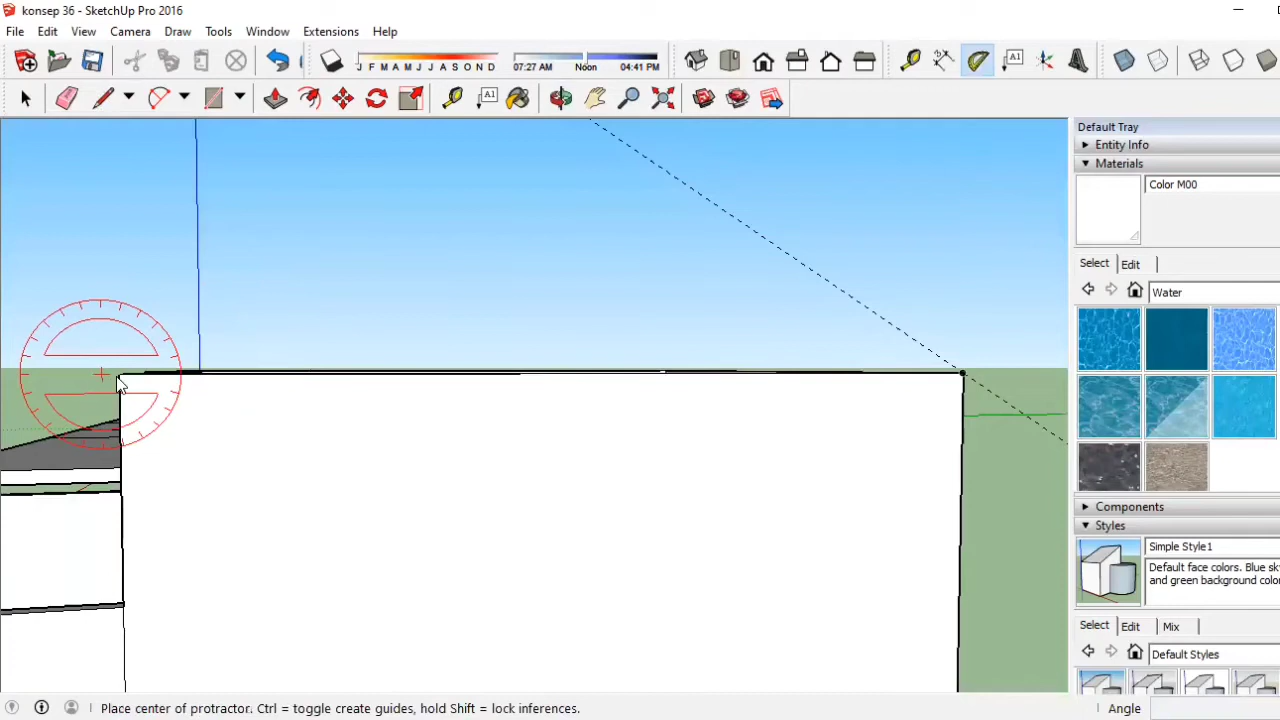 konsep 36 - SketchUp Pro 2016
File Edit View Camera Draw Tools Window Extensions Help
J F M A M J J A S O N D 07:27 AM Noon 04:41 PM
A1
A1
Default Tray
Entity Info
Materials
Color M00
Select Edit
Water
Components
Styles
Simple Style1
Default face colors. Blue sk
and green background colo
Select Edit Mix
Default Styles
Place center of protractor. Ctrl = toggle create guides, hold Shift = lock inferences. Angle